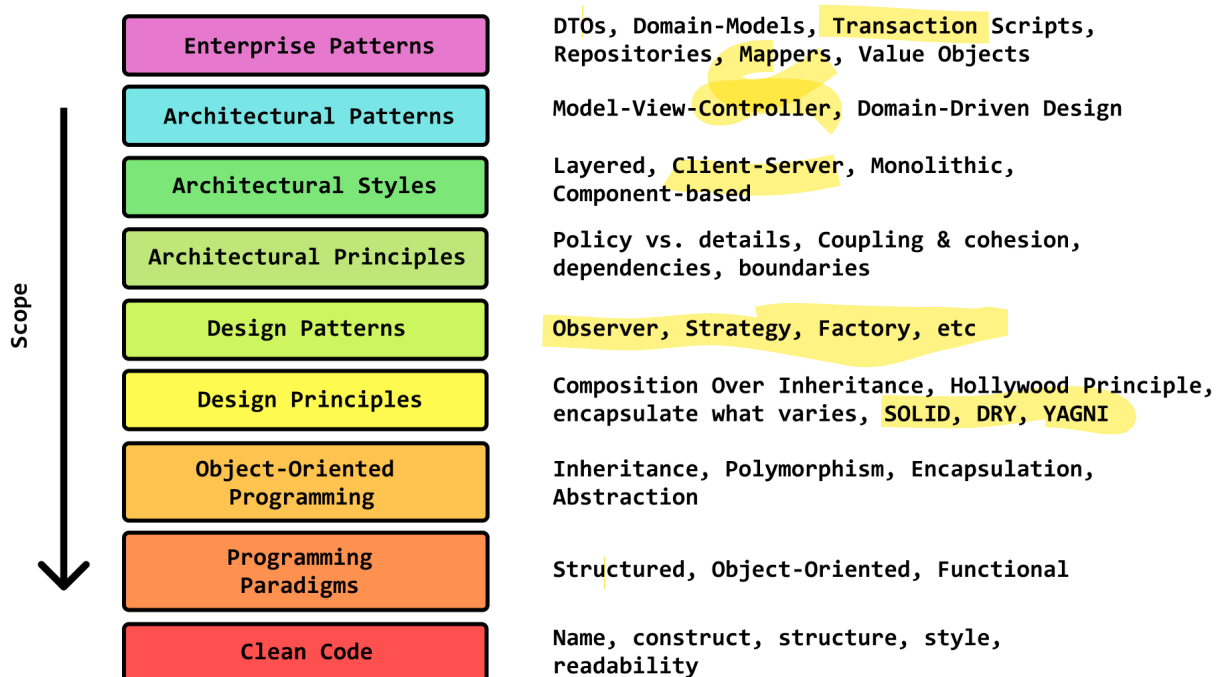 Enterprise Patterns
DTOs, Domain-Models, Transaction Scripts,
Repositories, Mappers, Value Objects
Architectural Patterns
Model-View-Controller, Domain-Driven Design
Architectural Styles
Layered, Client-Server, Monolithic,
Component-based
Architectural Principles
Policy vs. details, Coupling & cohesion,
dependencies, boundaries
Scope
Design Patterns
Observer, Strategy, Factory, etc
Design Principles
Composition Over Inheritance, Hollywood Principle,
encapsulate what varies, SOLID, DRY, YAGNI
Object-Oriented
Programming
Inheritance, Polymorphism, Encapsulation,
Abstraction
Programming
Paradigms
Structured, Object-Oriented, Functional
Clean Code
Name, construct, structure, style,
readability